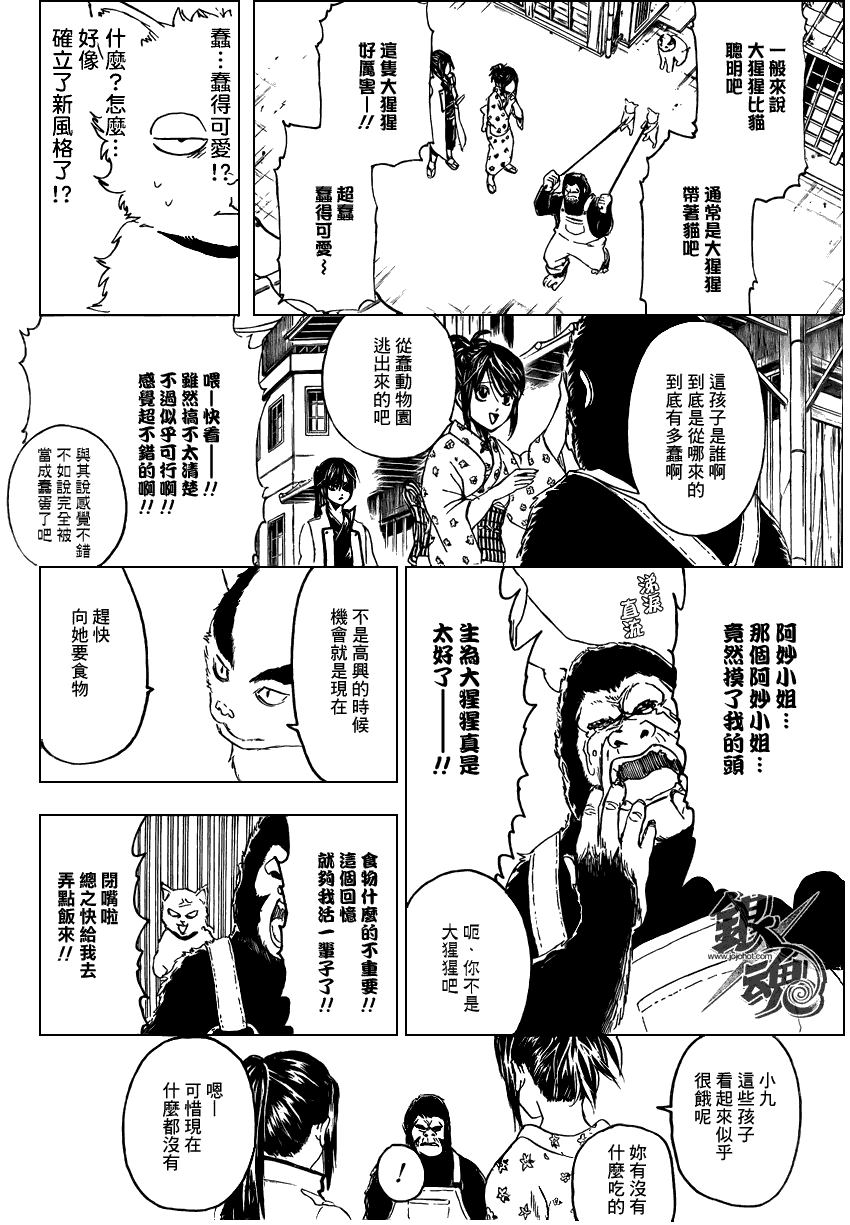 一般來說
大猩猩比貓
聰明吧
通常是大猩猩
帶著貓吧
這隻大猩猩
好厲害ー!!
超蠢
蠢得可愛～
蠢…蠢得可愛!?
什麼?怎麼…
好像
確立了新風格了!?
這孩子是誰啊
到底是從哪來的
到底有多蠢啊
從蠢動物園
逃出來的吧
喂ー快看ー!!
雖然搞不太清楚
不過似乎可行啊!!
感覺超不錯的啊!!
與其說感覺不錯
不如說完全被
當成蠢蛋了吧
阿妙小姐…
那個阿妙小姐…
竟然摸了我的頭
涕淚
直流
生為大猩猩真是
太好了——!!
呃、你不是
大猩猩吧
不是高興的時候
機會就是現在
趕快
向她要食物
食物什麼的不重要!!
這個回憶
就夠我活一輩子了!!
閉嘴啦
總之快給我去
弄點飯來!!
銀魂
www.jojohot.com
小九
這些孩子
看起來似乎
很餓呢
妳有沒有
什麼吃的
!
嗯ー
可惜現在
什麼都沒有